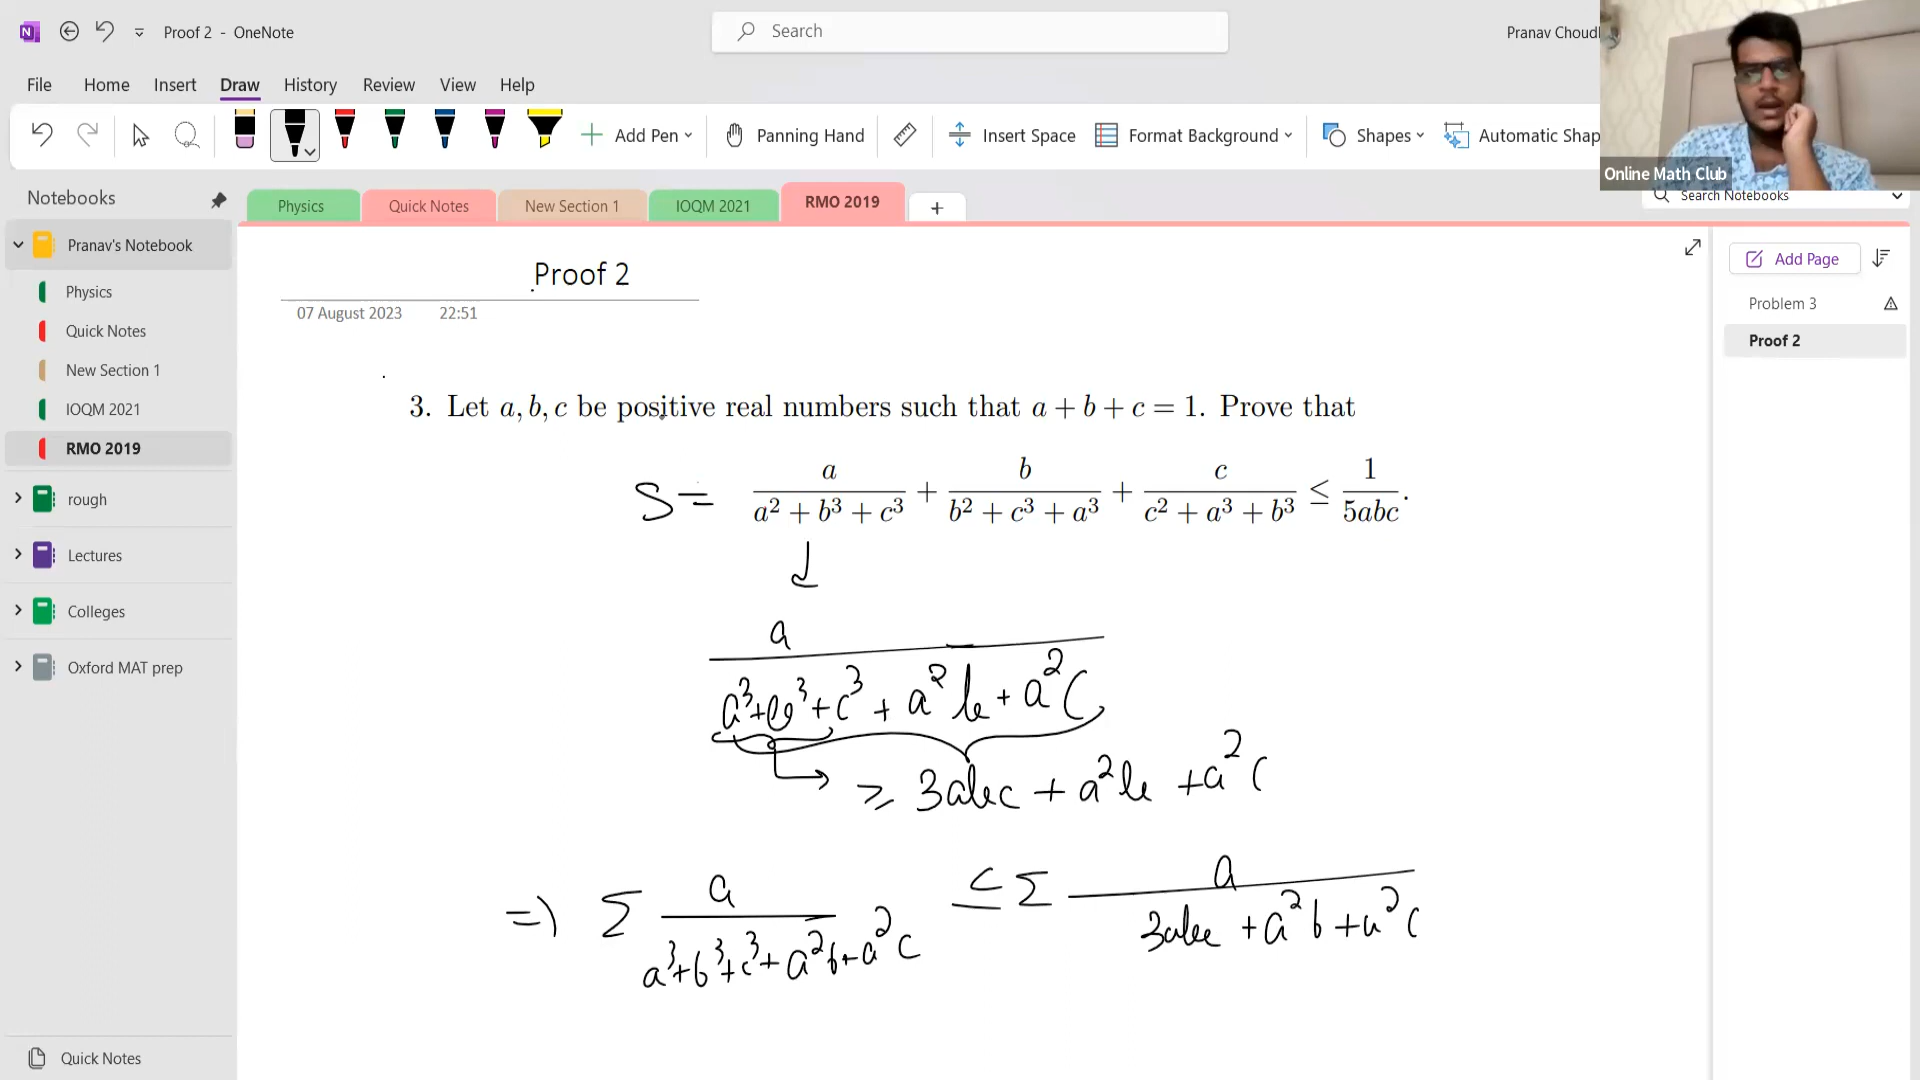 Proof 2 - OneNote
Search
Pranav Choud
File Home Insert Draw History Review View Help
Add Pen Panning Hand Insert Space Format Background Shapes Automatic Shap
Online Math Club
Notebooks
Physics Quick Notes New Section 1 IOQM 2021 RMO 2019 +
Search Notebooks
Pranav's Notebook
Physics
Quick Notes
New Section 1
IOQM 2021
RMO 2019
rough
Lectures
Colleges
Oxford MAT prep
Quick Notes
Proof 2
07 August 2023 22:51
3. Let a, b, c be positive real numbers such that a + b + c = 1. Prove that
S = a/(a² + b³ + c³) + b/(b² + c³ + a³) + c/(c² + a³ + b³) ≤ 1/(5abc).
a/(a³+b³+c³ + a²b + a²c)
≥ 3abc + a²b + a²c
=) Σ a/(a³+b³+c³+a²b+a²c) ≤ Σ a/(3abc + a²b + a²c)
Add Page
Problem 3
Proof 2